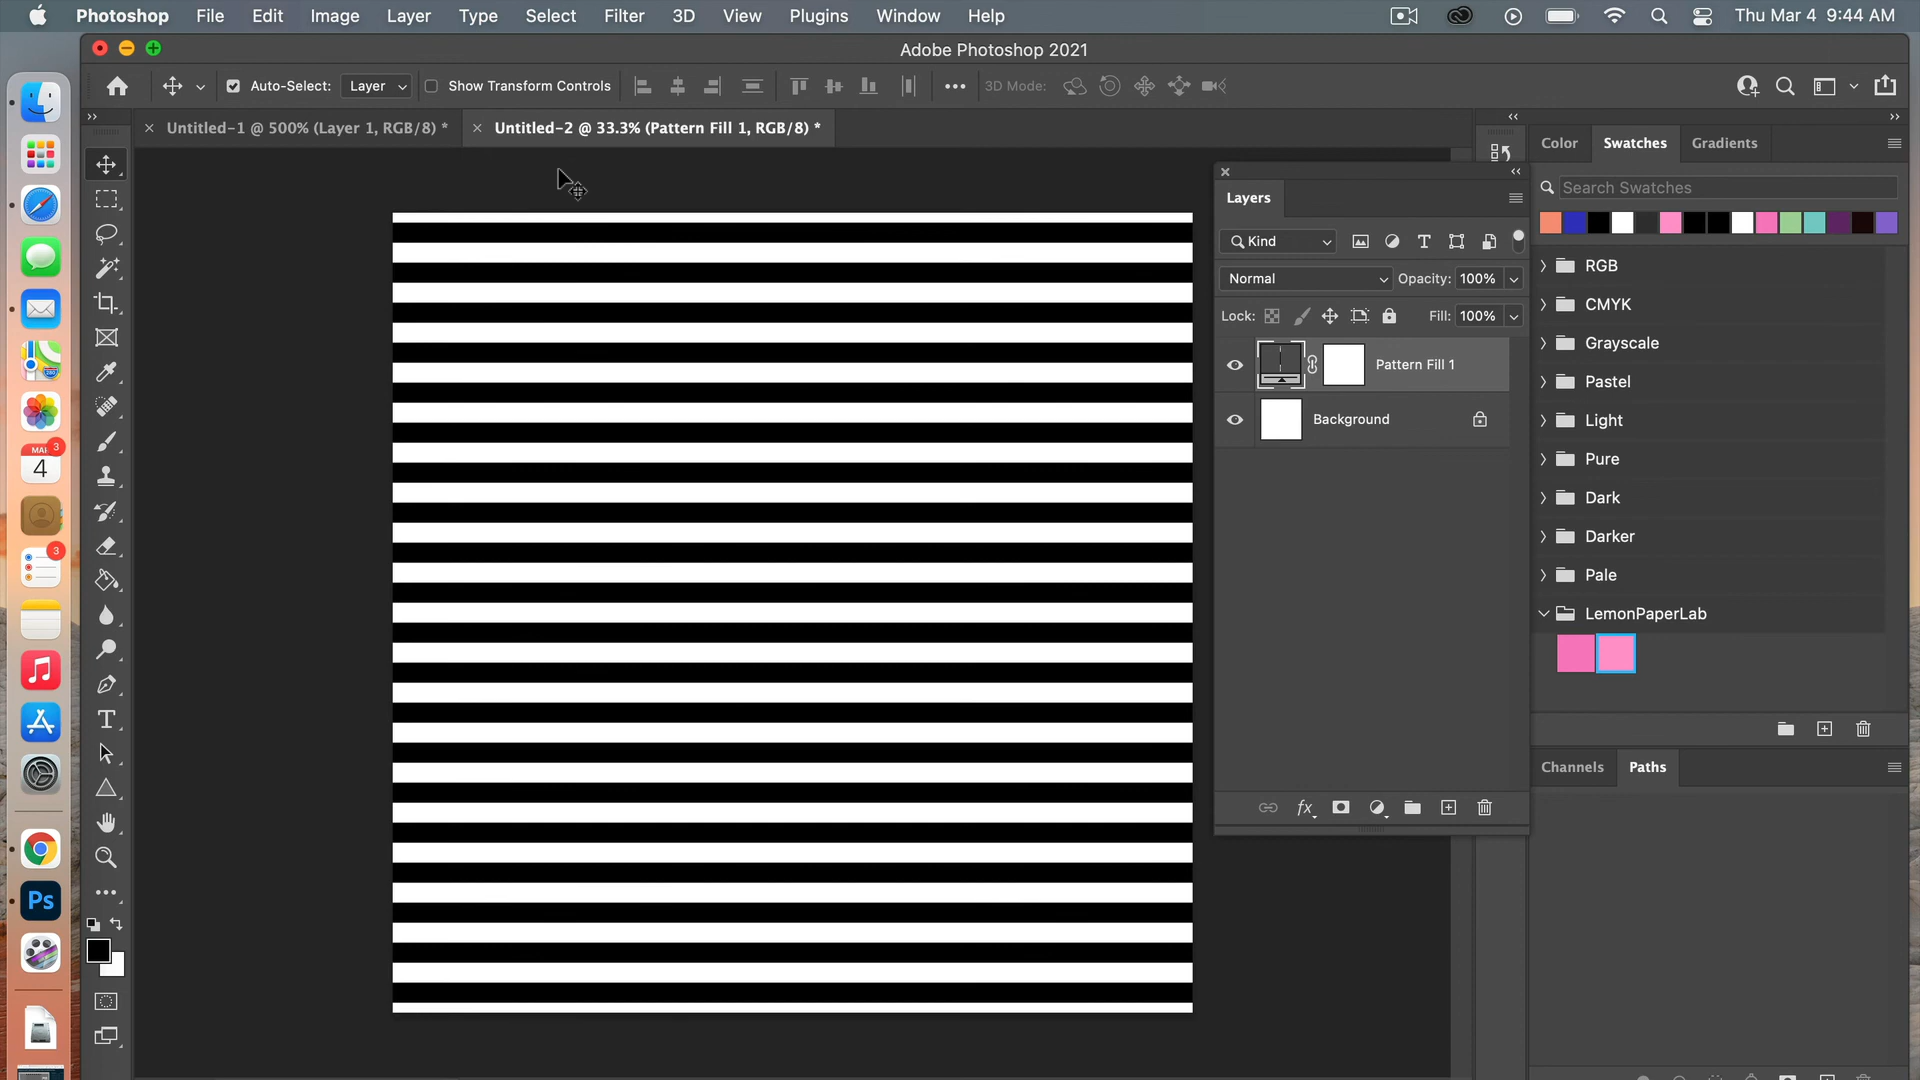 Photoshop File Edit Image Layer Type Select Filter 3D View Plugins Window Help Thu Mar 4 9:44 AM
Adobe Photoshop 2021
Auto-Select: Layer Show Transform Controls 3D Mode:
Untitled-1 @ 500% (Layer 1, RGB/8) * Untitled-2 @ 33.3% (Pattern Fill 1, RGB/8) *
Color Swatches Gradients
Search Swatches
Layers
Kind
Normal Opacity: 100%
Lock: Fill: 100%
Pattern Fill 1
Background
RGB
CMYK
Grayscale
Pastel
Light
Pure
Dark
Darker
Pale
LemonPaperLab
Channels Paths
MAR 3
4
3
Ps